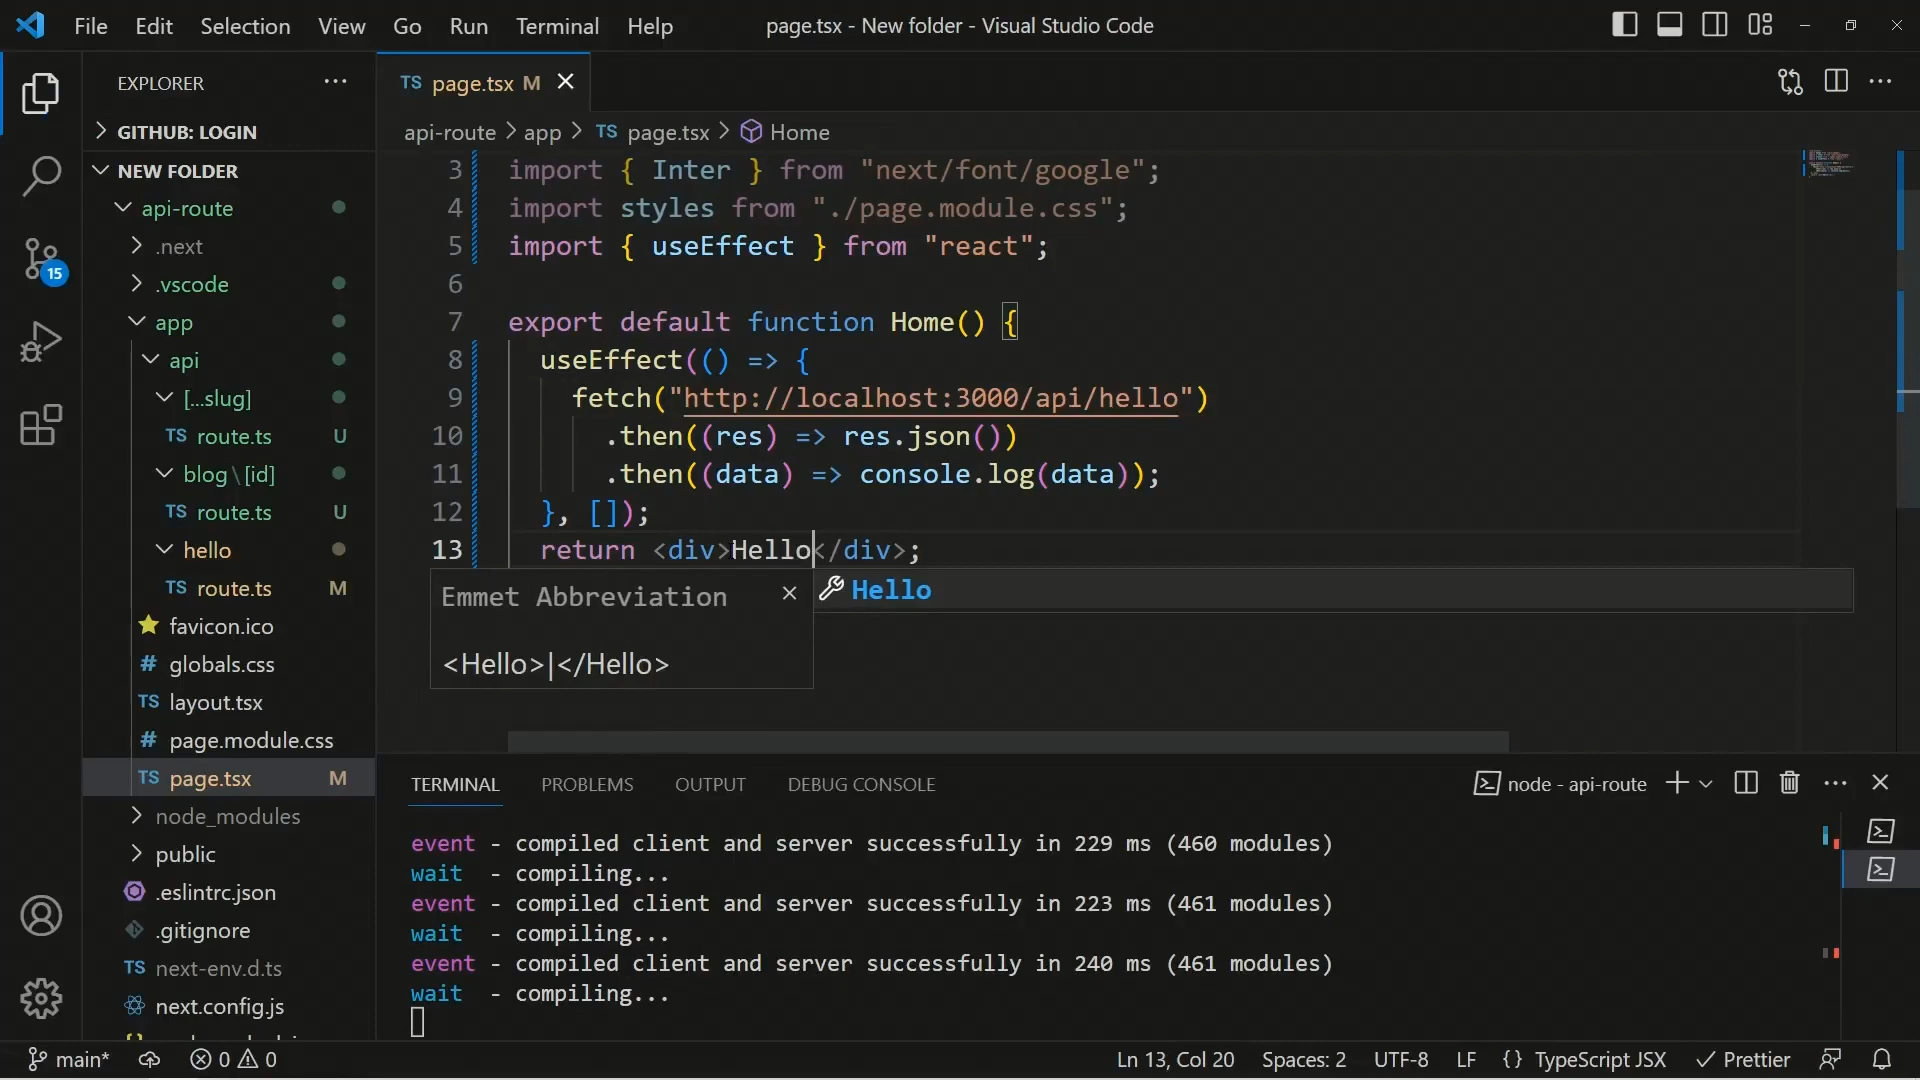 File Edit Selection View Go Run Terminal Help
page.tsx - New folder - Visual Studio Code
EXPLORER
GITHUB: LOGIN
NEW FOLDER
api-route
.next
.vscode
app
api
[...slug]
TS route.ts U
blog\[id]
TS route.ts U
hello
TS route.ts M
favicon.ico
# globals.css
TS layout.tsx
# page.module.css
TS page.tsx M
node_modules
public
.eslintrc.json
.gitignore
TS next-env.d.ts
next.config.js
15
TS page.tsx M
api-route > app > TS page.tsx > Home
3 import { Inter } from "next/font/google";
4 import styles from "./page.module.css";
5 import { useEffect } from "react";
6
7 export default function Home() {
8 useEffect(() => {
9 fetch("http://localhost:3000/api/hello")
10 .then((res) => res.json())
11 .then((data) => console.log(data));
12 }, []);
13 return <div>Hello</div>;
Emmet Abbreviation
<Hello>|</Hello>
Hello
TERMINAL PROBLEMS OUTPUT DEBUG CONSOLE
node - api-route
event - compiled client and server successfully in 229 ms (460 modules)
wait - compiling...
event - compiled client and server successfully in 223 ms (461 modules)
wait - compiling...
event - compiled client and server successfully in 240 ms (461 modules)
wait - compiling...
main* 0 0
Ln 13, Col 20 Spaces: 2 UTF-8 LF {} TypeScript JSX Prettier